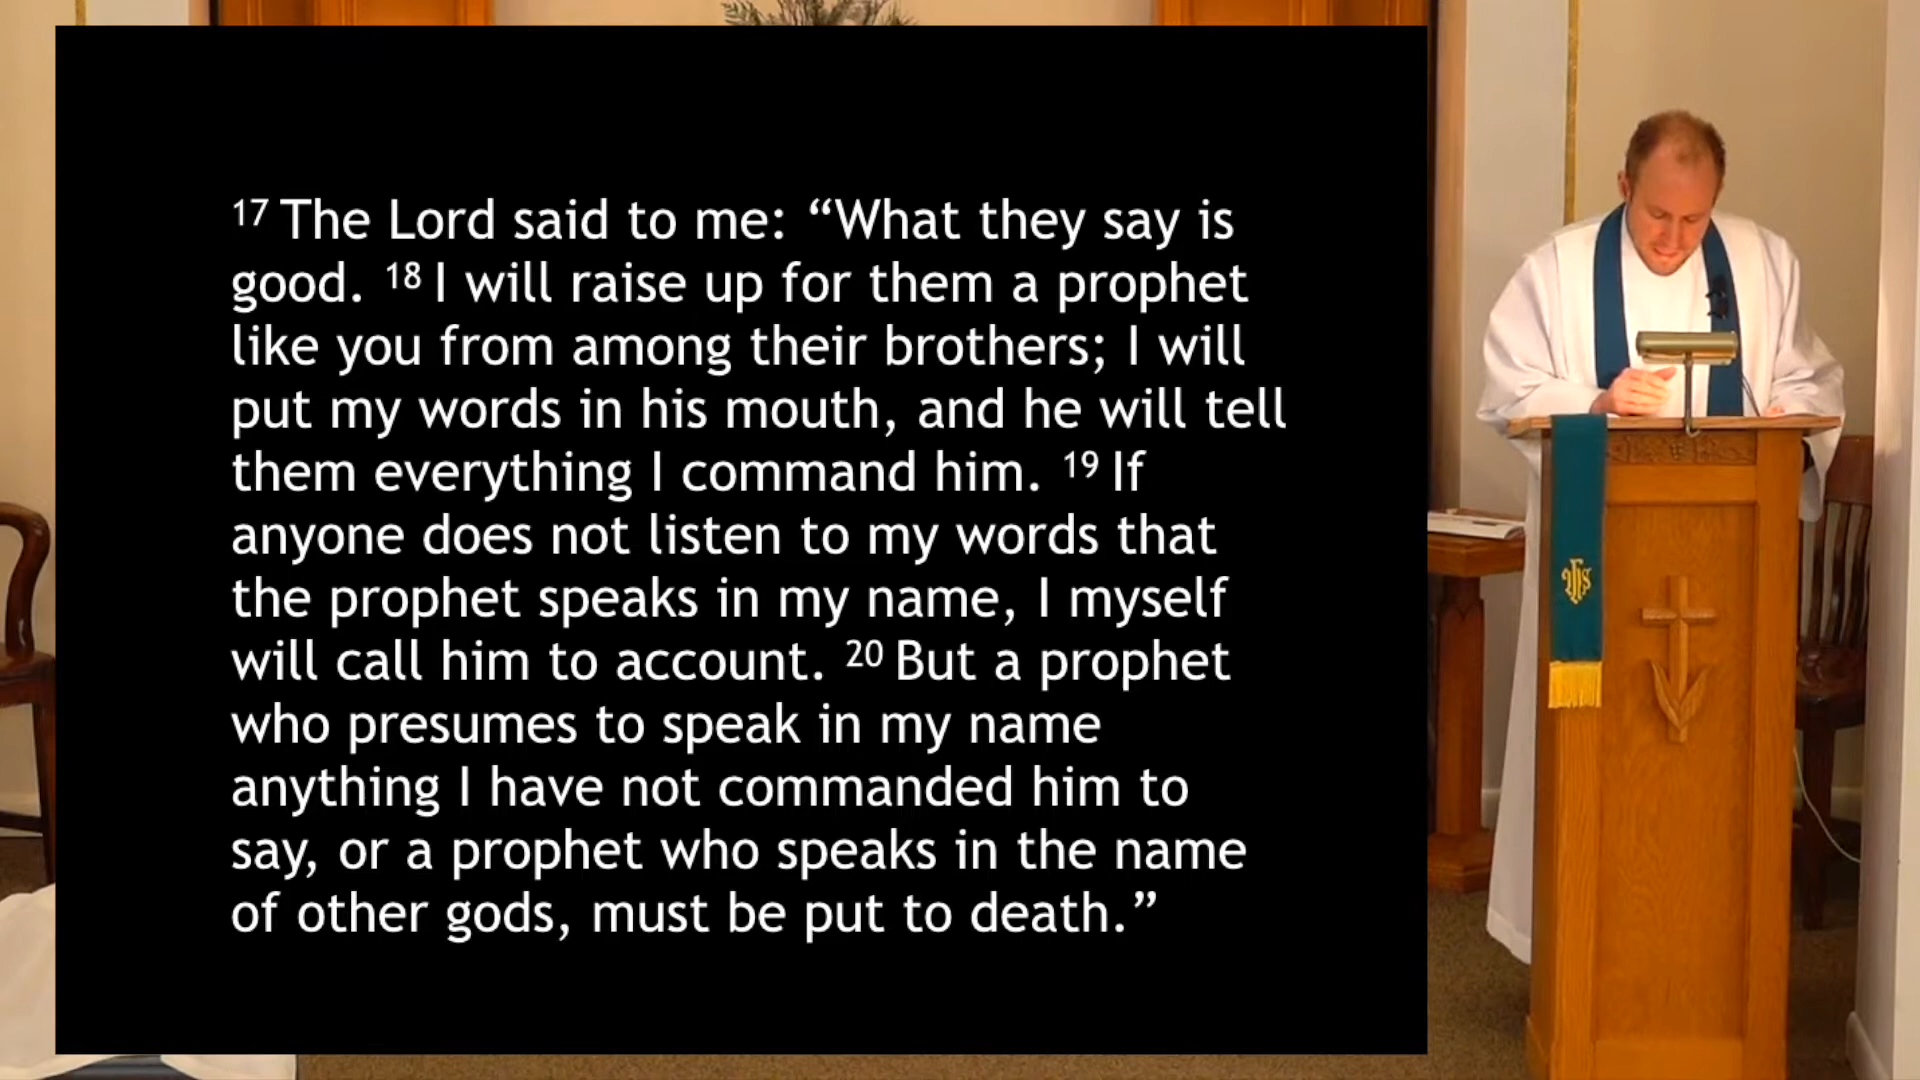 17 The Lord said to me: “What they say is
good. 18 I will raise up for them a prophet
like you from among their brothers; I will
put my words in his mouth, and he will tell
them everything I command him. 19 If
anyone does not listen to my words that
the prophet speaks in my name, I myself
will call him to account. 20 But a prophet
who presumes to speak in my name
anything I have not commanded him to
say, or a prophet who speaks in the name
of other gods, must be put to death.”
IHS